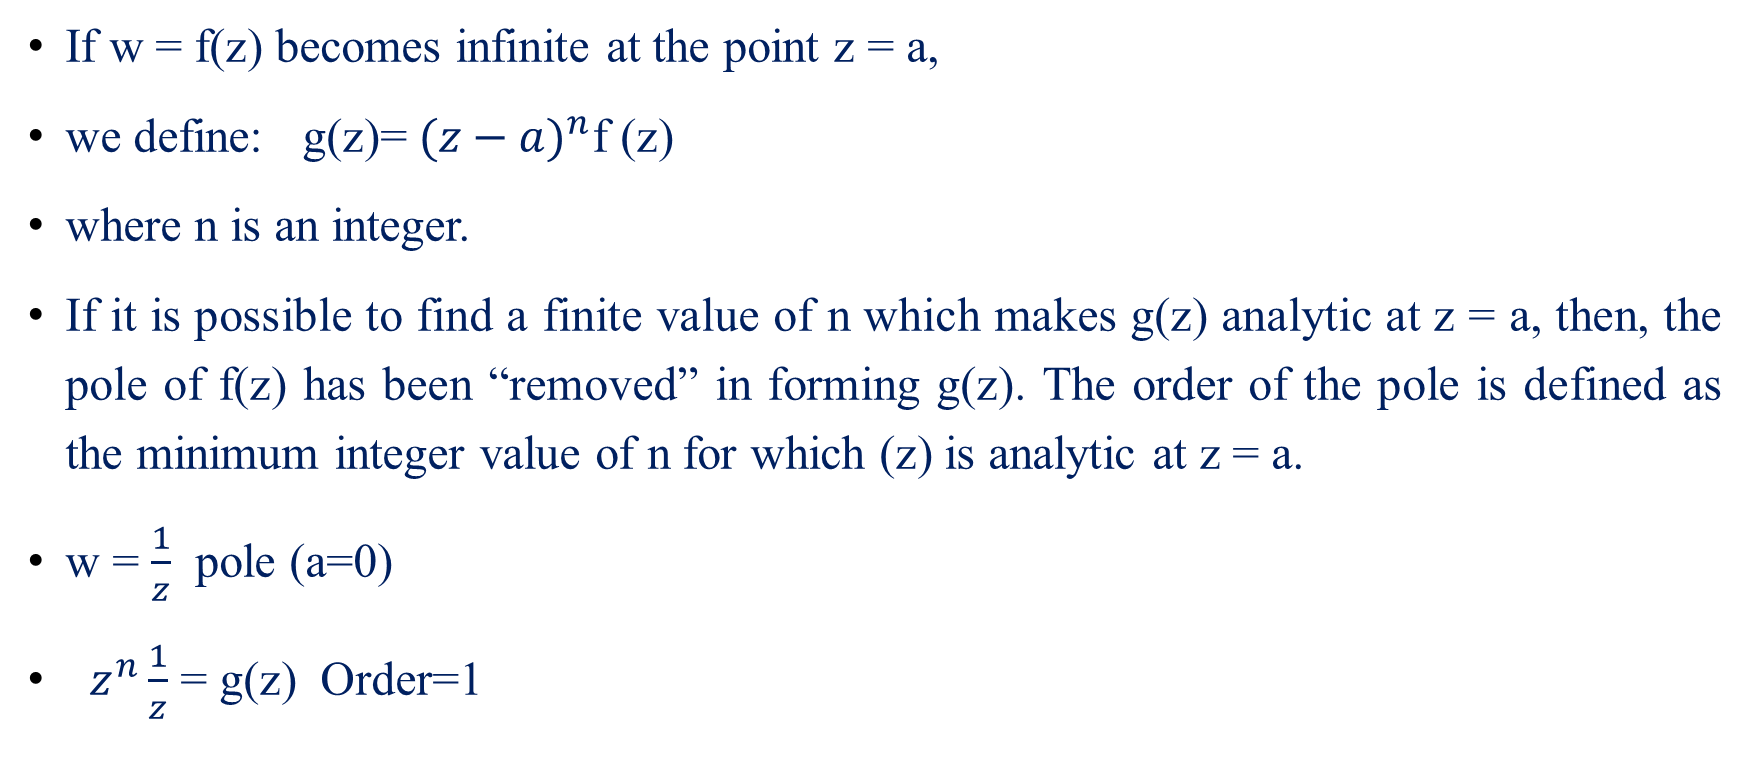 • If w = f(z) becomes infinite at the point z = a,
• we define: g(z)= (z − a)ⁿf (z)
• where n is an integer.
• If it is possible to find a finite value of n which makes g(z) analytic at z = a, then, the
pole of f(z) has been “removed” in forming g(z). The order of the pole is defined as
the minimum integer value of n for which (z) is analytic at z = a.
• w = 1/z pole (a=0)
• zⁿ 1/z = g(z) Order=1